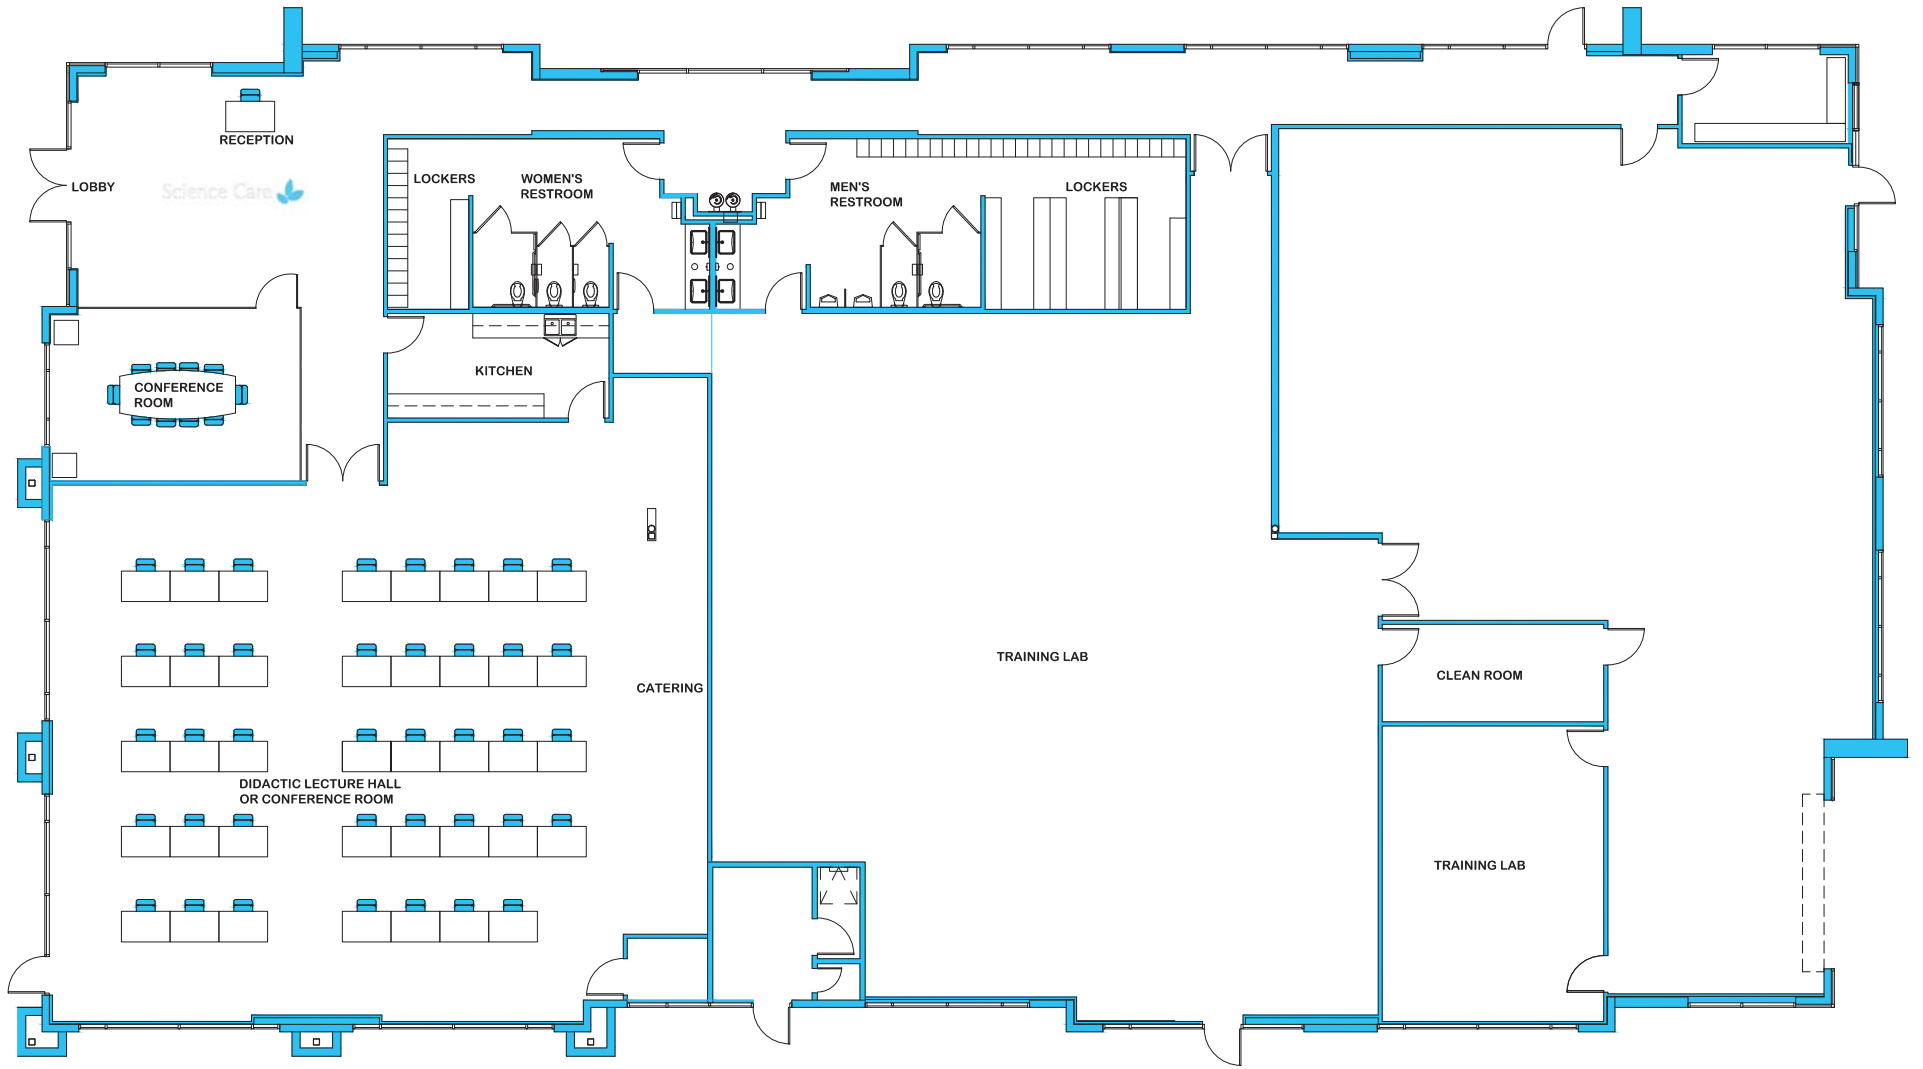 RECEPTION
LOBBY
Science Care
LOCKERS
WOMEN'S
RESTROOM
MEN'S
RESTROOM
LOCKERS
KITCHEN
CONFERENCE
ROOM
TRAINING LAB
CLEAN ROOM
CATERING
DIDACTIC LECTURE HALL
OR CONFERENCE ROOM
TRAINING LAB